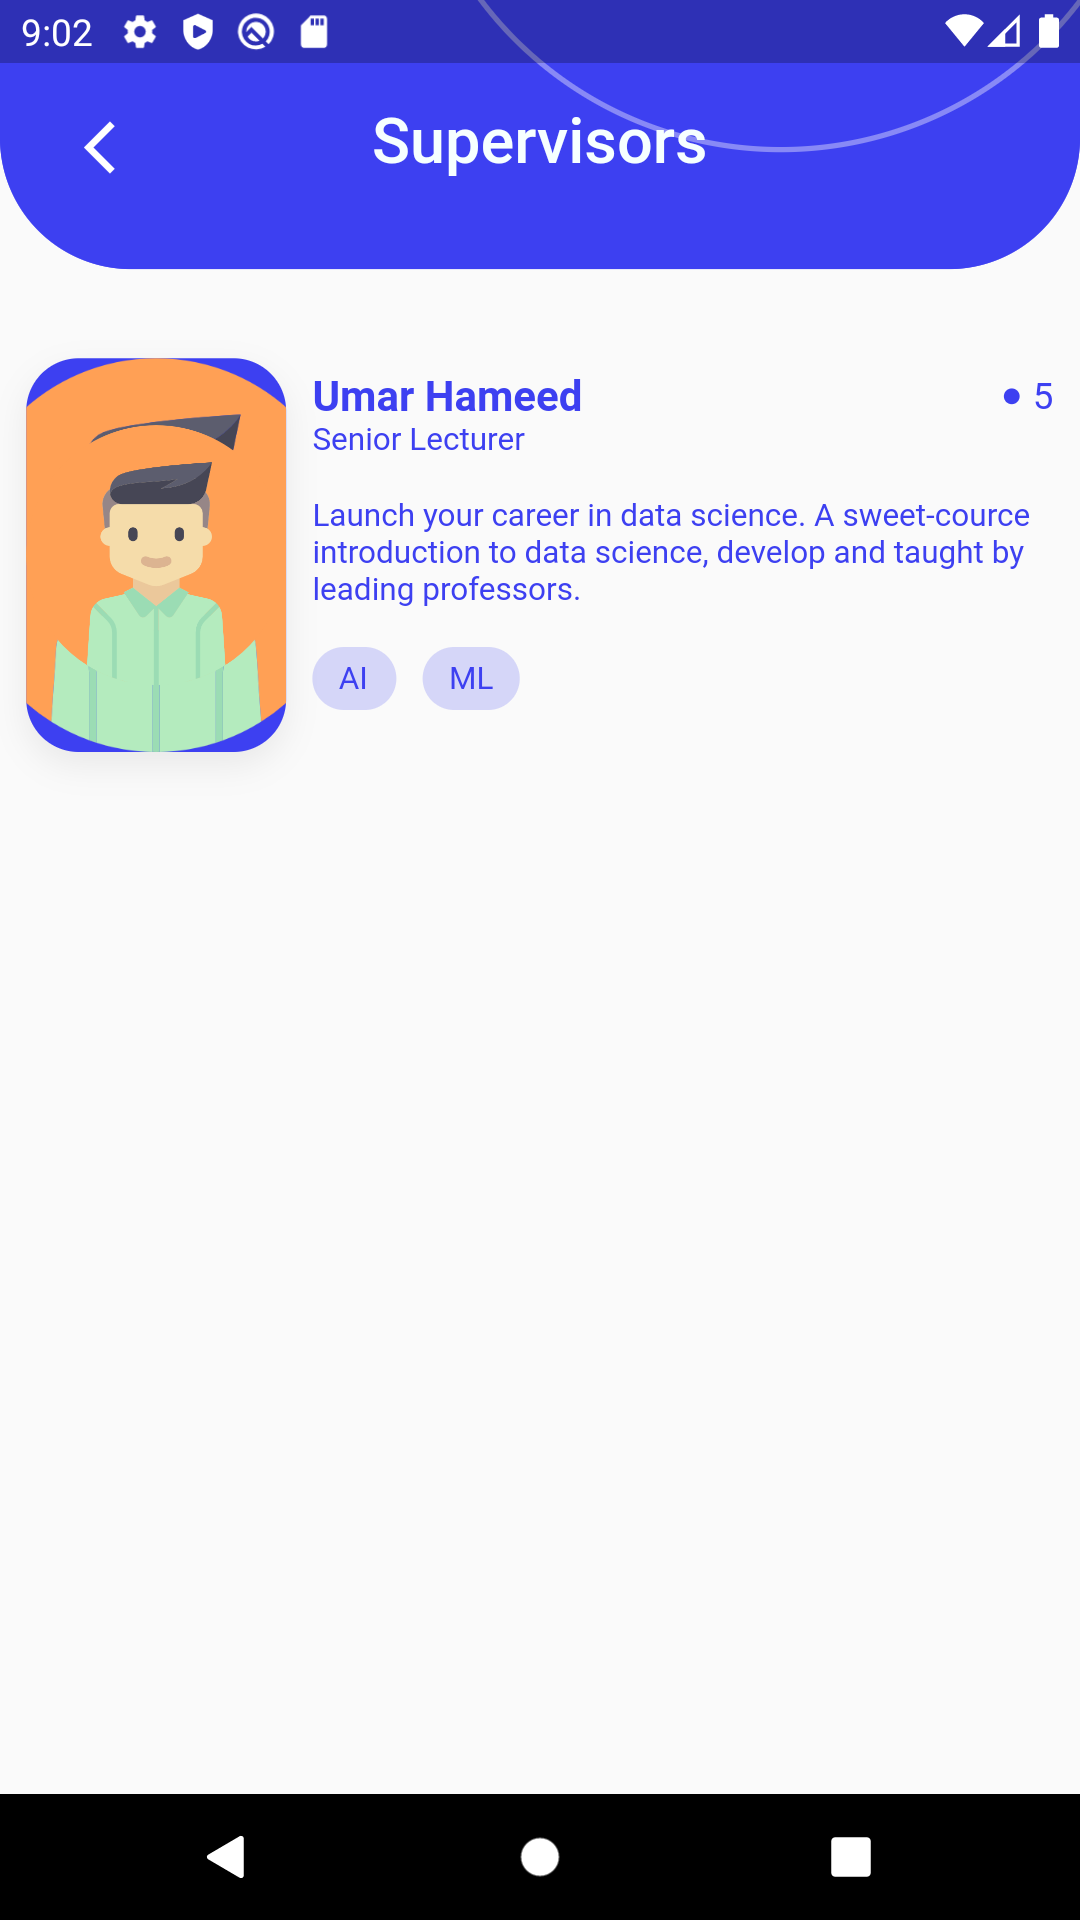 9:02
Supervisors
Umar Hameed
5
Senior Lecturer
Launch your career in data science. A sweet-cource
introduction to data science, develop and taught by
leading professors.
AI
ML